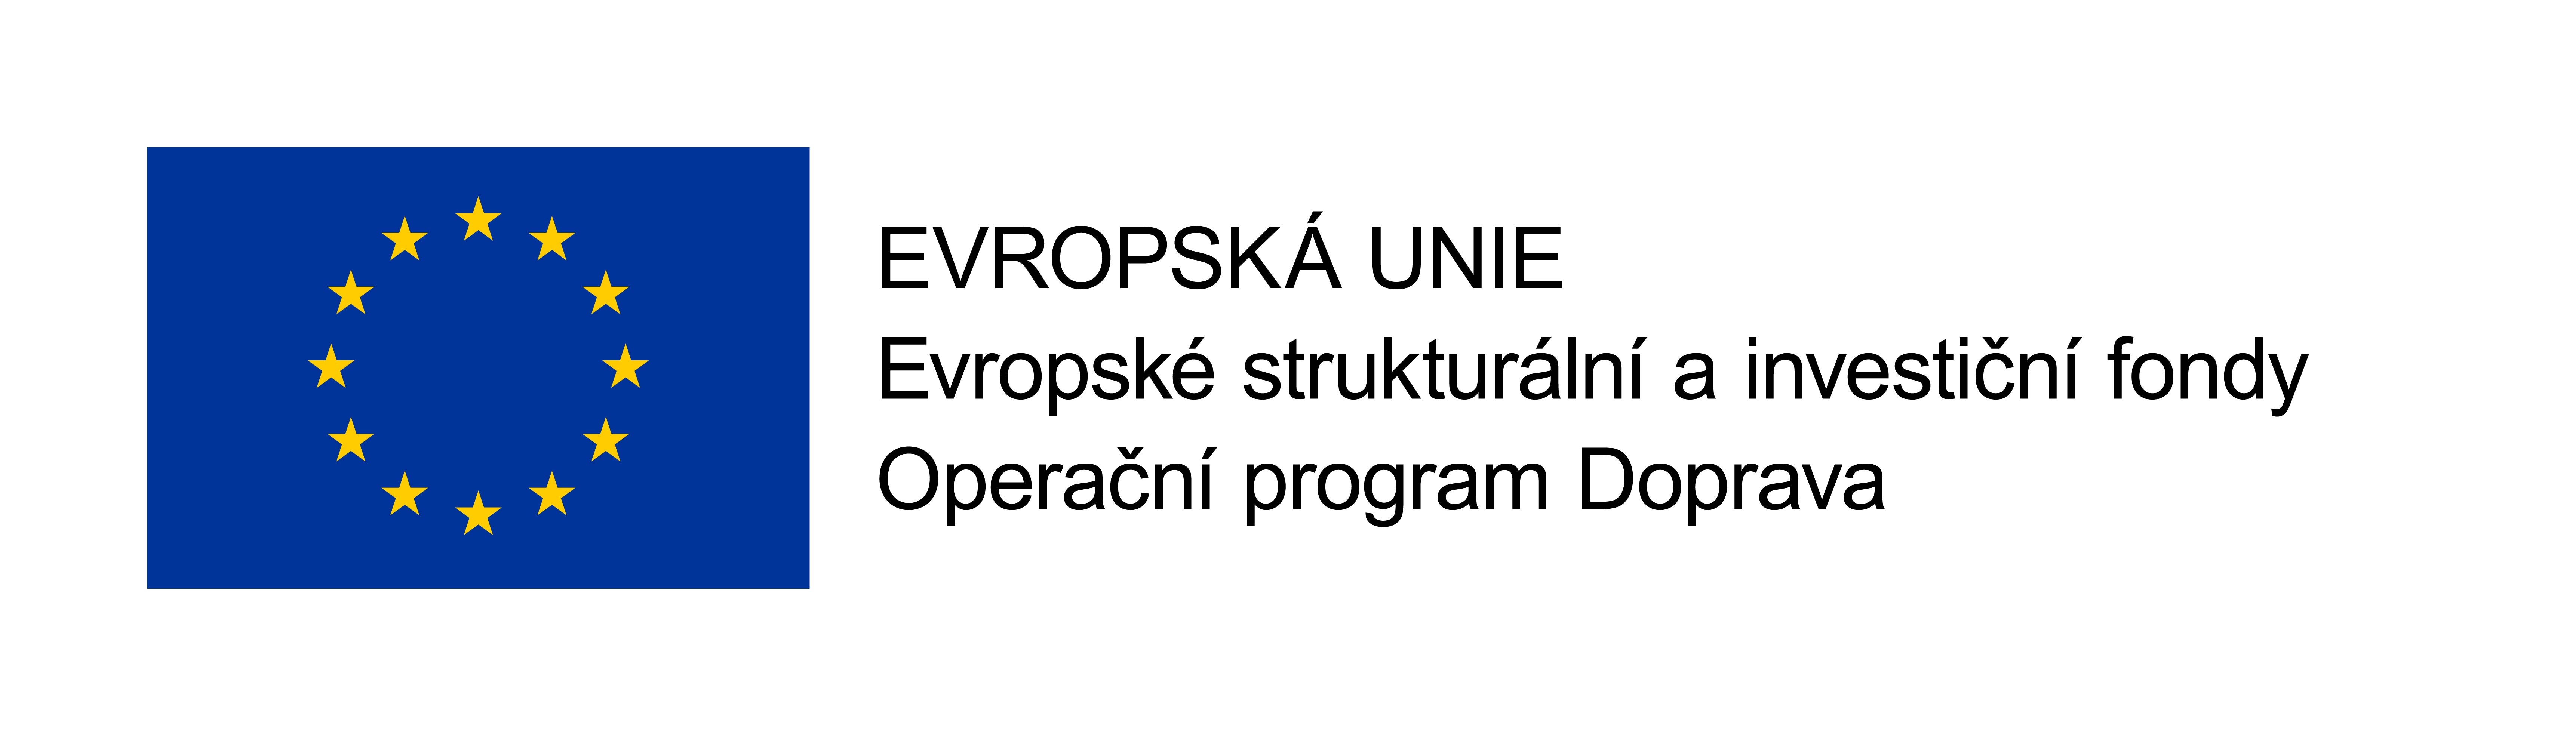 EVROPSKÁ UNIE
Evropské strukturální a investiční fondy
Operační program Doprava